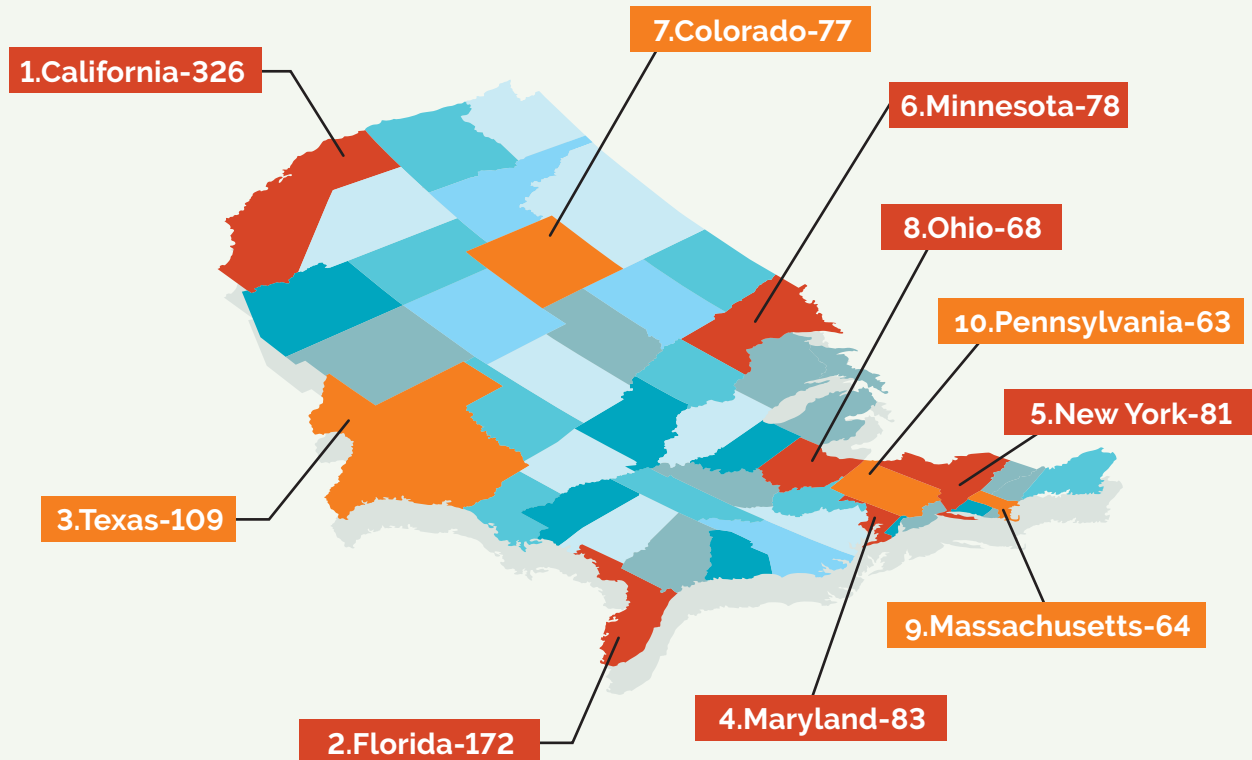 7.Colorado-77
1.California-326
6.Minnesota-78
8.Ohio-68
10.Pennsylvania-63
5.New York-81
3.Texas-109
9.Massachusetts-64
4.Maryland-83
2.Florida-172